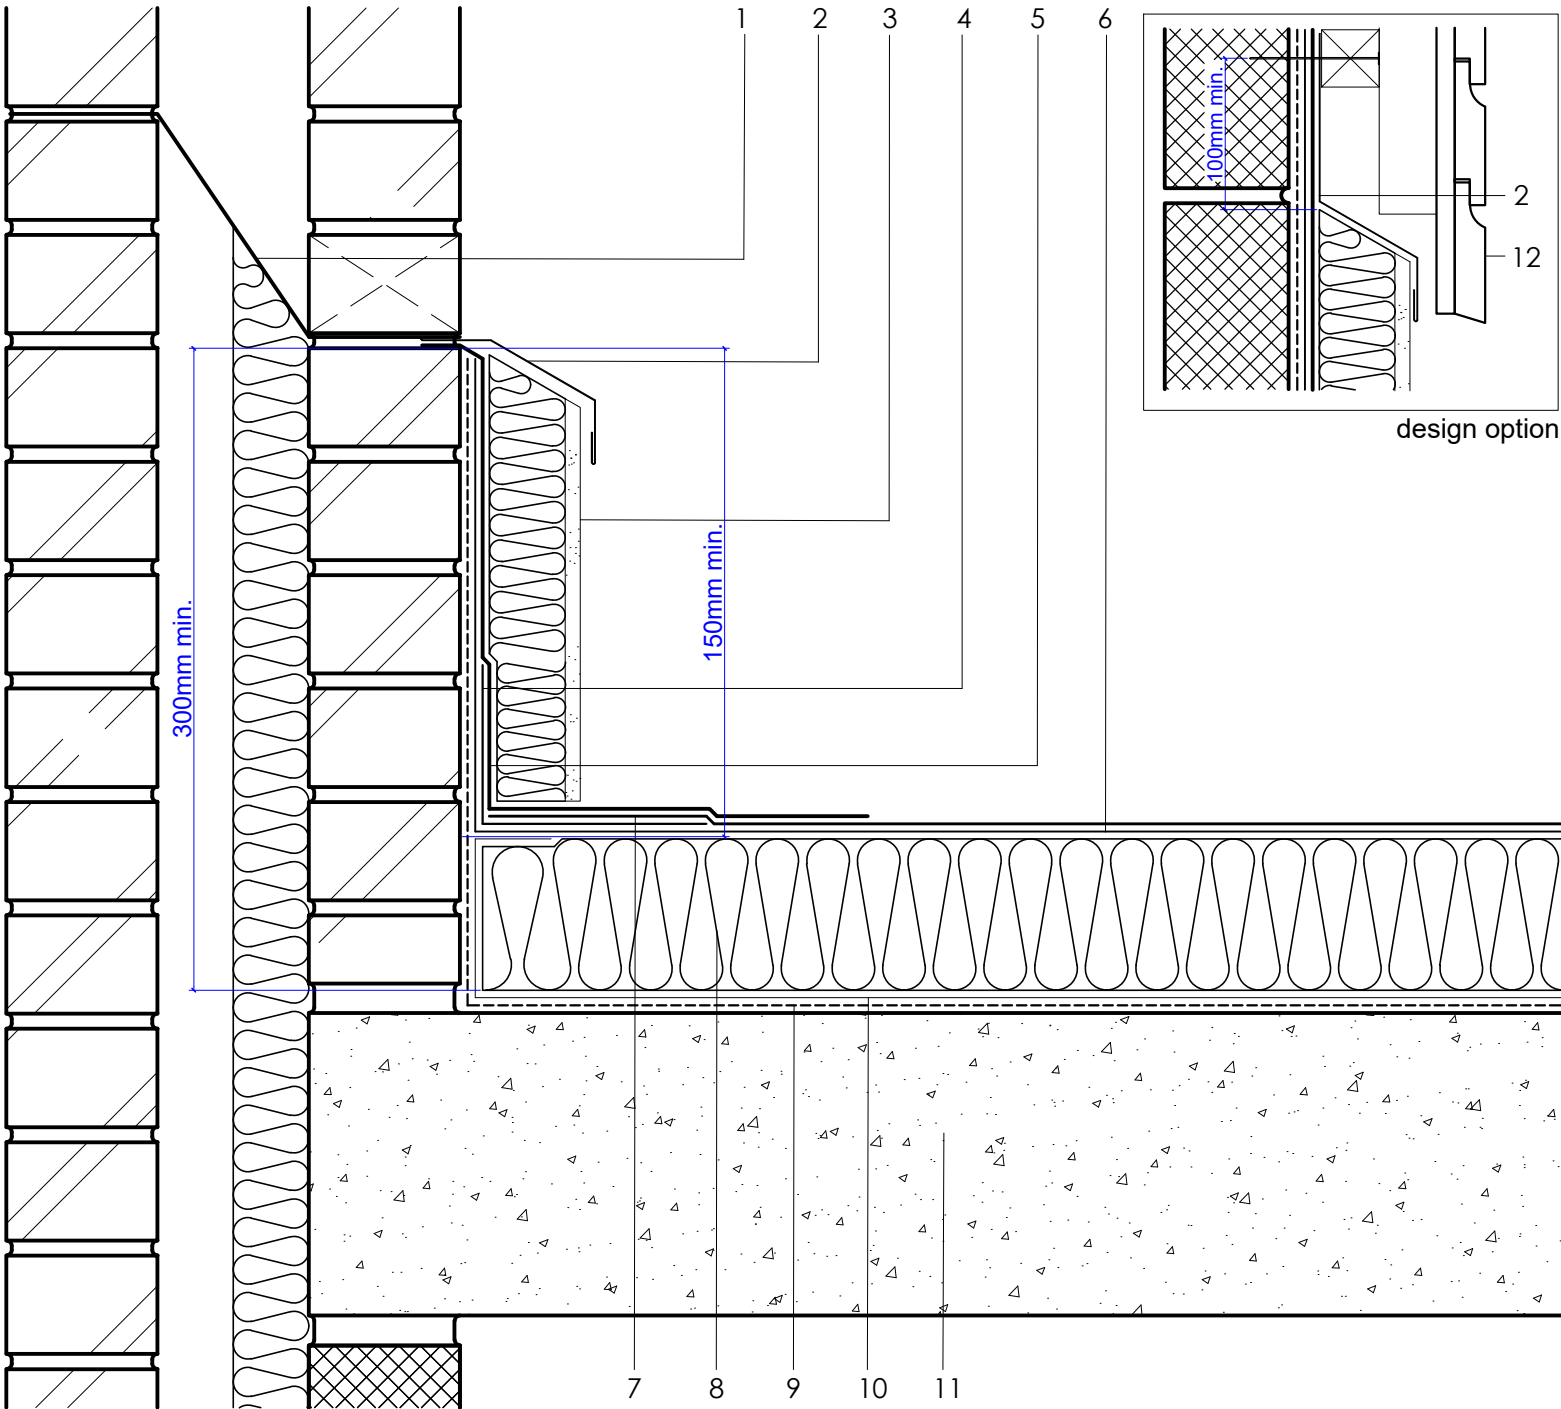 1 2 3 4 5 6
100mm min.
2
12
design option
300mm min.
150mm min.
7 8 9 10 11